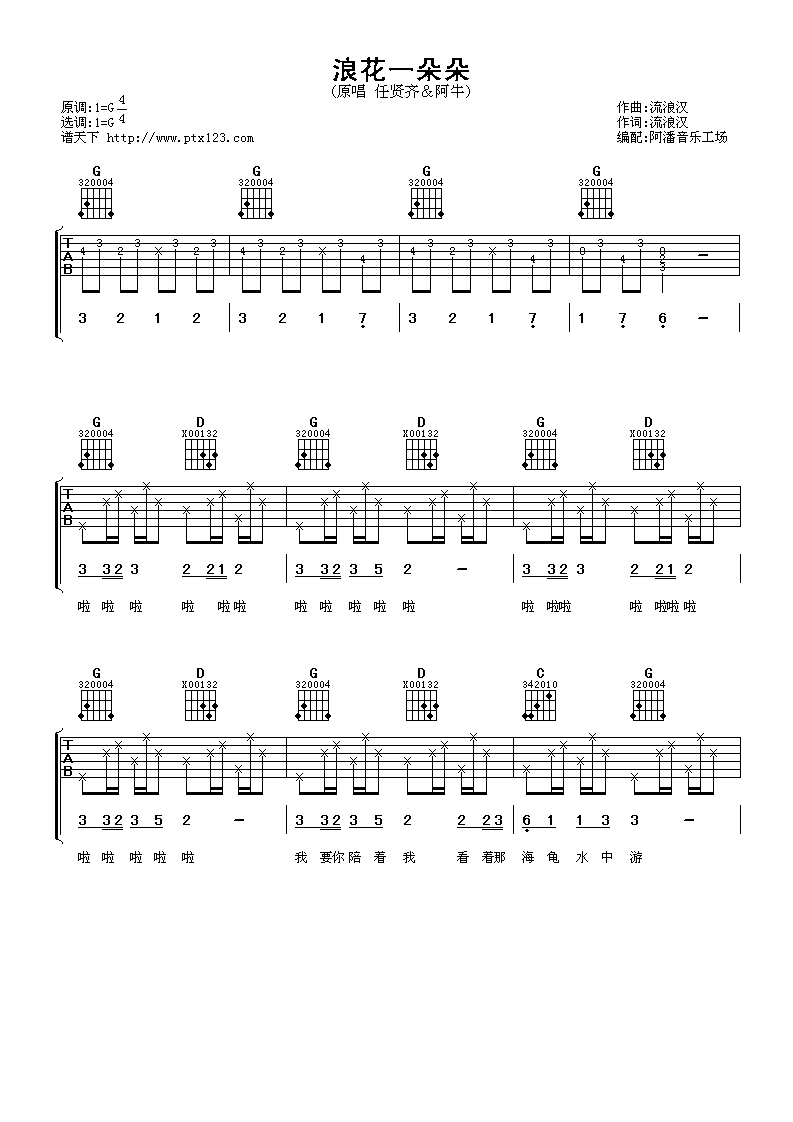 浪花一朵朵
(原唱 任贤齐＆阿牛)
原调:1=G 4
选调:1=G 4
谱天下 http://www.ptx123.com
作曲:流浪汉
作词:流浪汉
编配:阿潘音乐工场
G G G G
320004 320004 320004 320004
T A B
4 3 2 3 × 3 2 3 4 3 2 3 × 3 4 3 4 3 2 3 × 3 4 3 0 3 4 3 0 2 2 3 –
3 2 1 2 3 2 1 7 3 2 1 7 1 7 6 –
G D G D G D
320004 X00132 320004 X00132 320004 X00132
T A B
3 32 3 2 21 2 3 32 3 5 2 – 3 32 3 2 21 2
啦 啦 啦 啦 啦啦 啦 啦 啦 啦 啦 啦 啦啦 啦 啦啦 啦
G D G D C G
320004 X00132 320004 X00132 342010 320004
T A B
3 32 3 5 2 – 3 32 3 5 2 2 23 6 1 1 3 3 –
啦 啦 啦 啦 啦 我 要你 陪 着 我 看 着那 海 龟 水 中 游